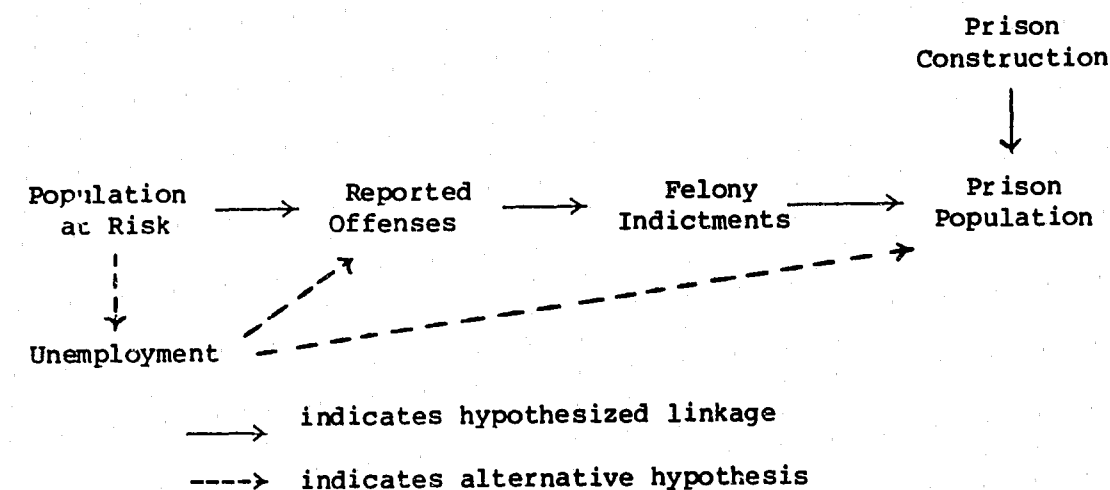 Prison
Construction
Population
at Risk
Reported
Offenses
Felony
Indictments
Prison
Population
Unemployment
indicates hypothesized linkage
indicates alternative hypothesis